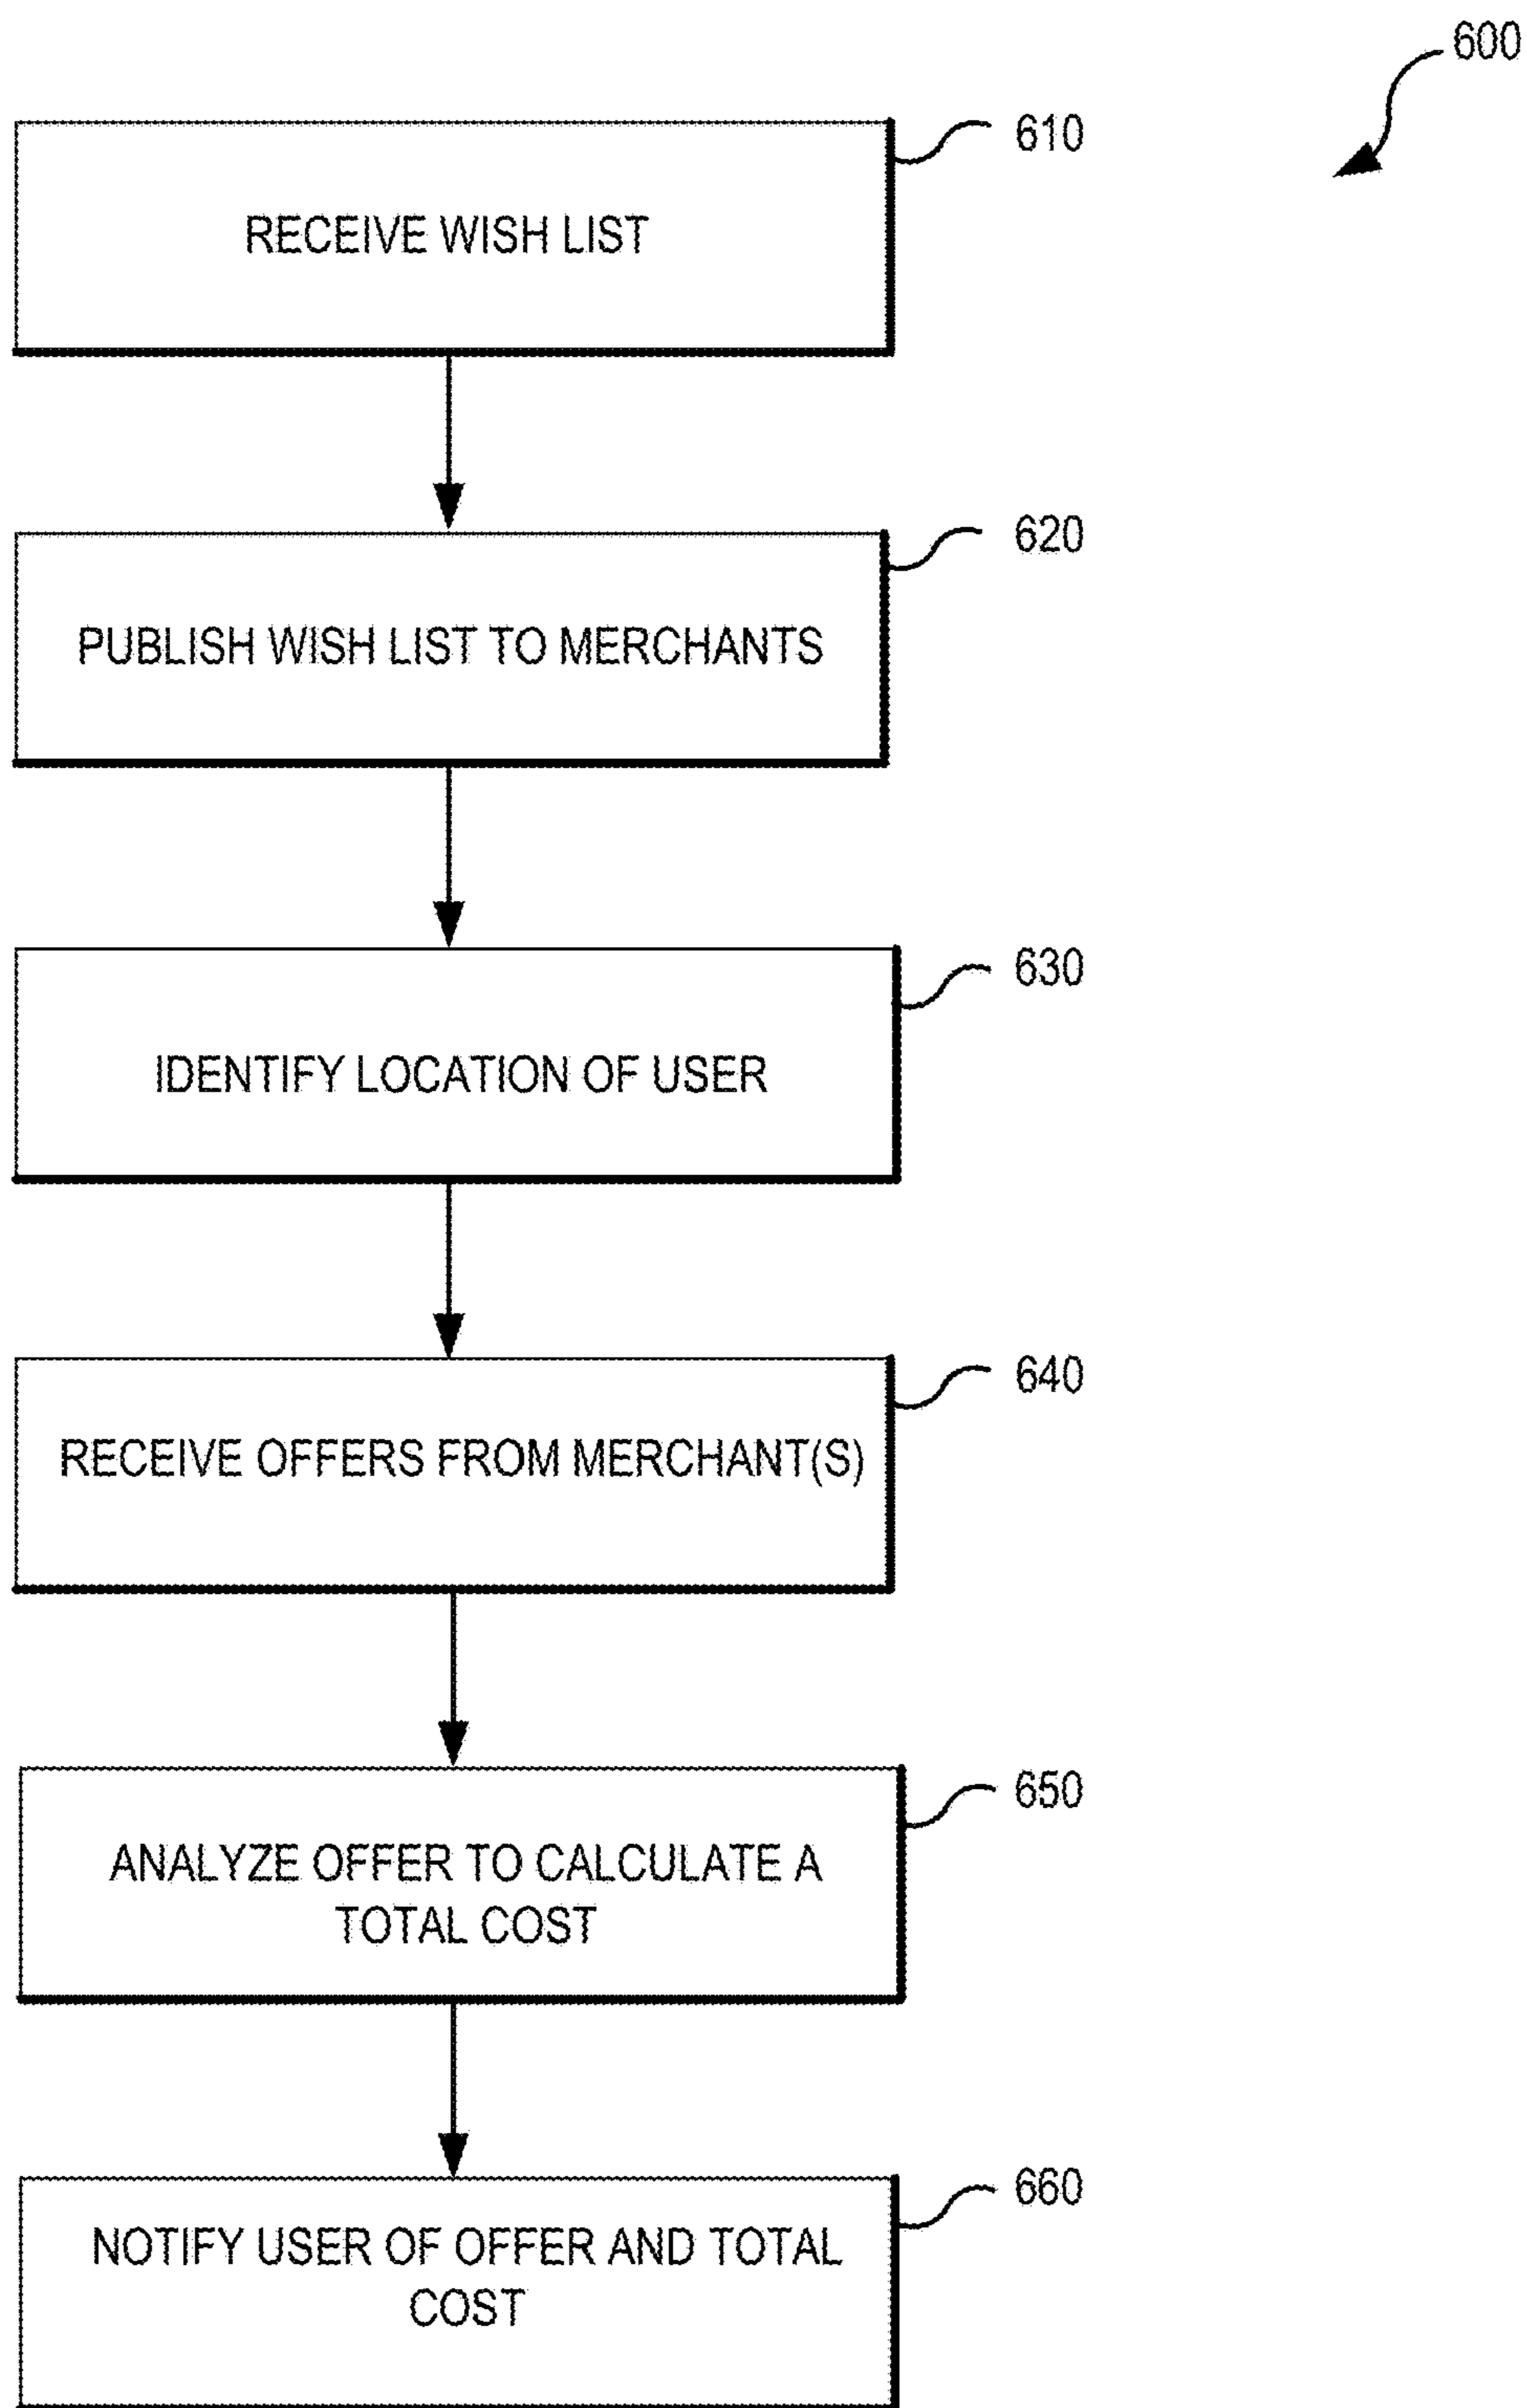 600
610
RECEIVE WISH LIST
620
PUBLISH WISH LIST TO MERCHANTS
630
IDENTIFY LOCATION OF USER
640
RECEIVE OFFERS FROM MERCHANT(S)
650
ANALYZE OFFER TO CALCULATE A
TOTAL COST
660
NOTIFY USER OF OFFER AND TOTAL
COST